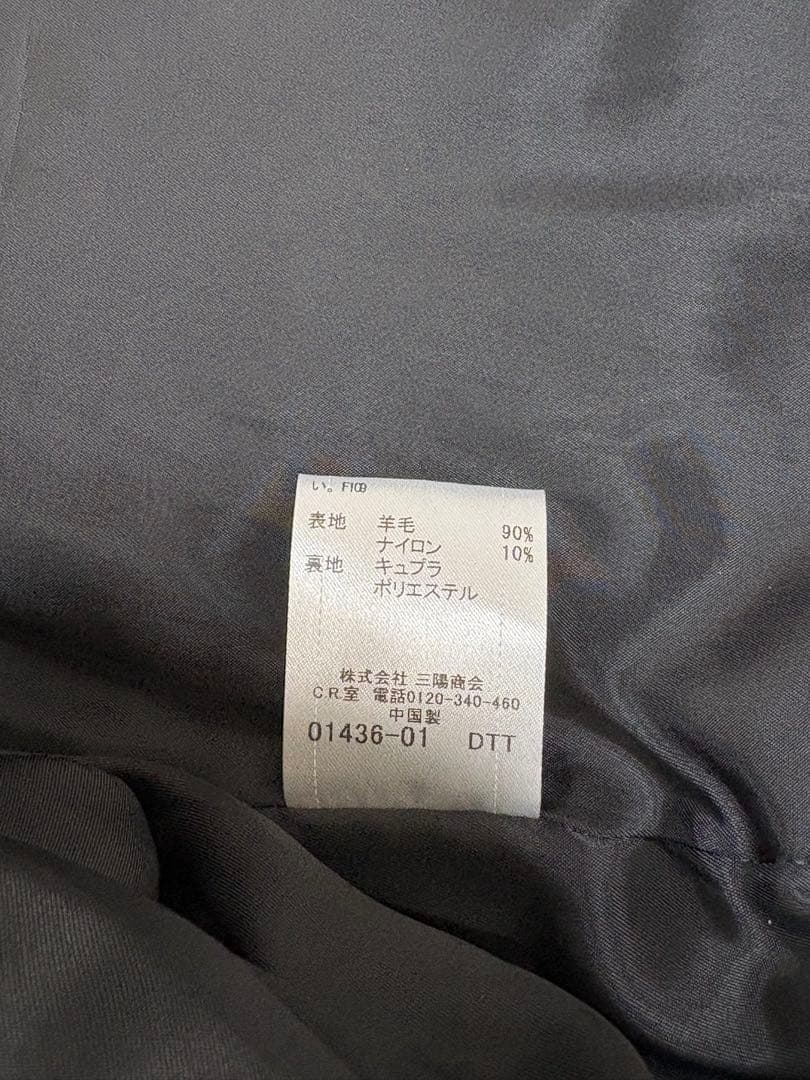 い。F109
表地 羊毛 90%
ナイロン 10%
裏地 キュプラ
ポリエステル
株式会社 三陽商会
C.R.室 電話0120-340-460
中国製
01436-01 DTT